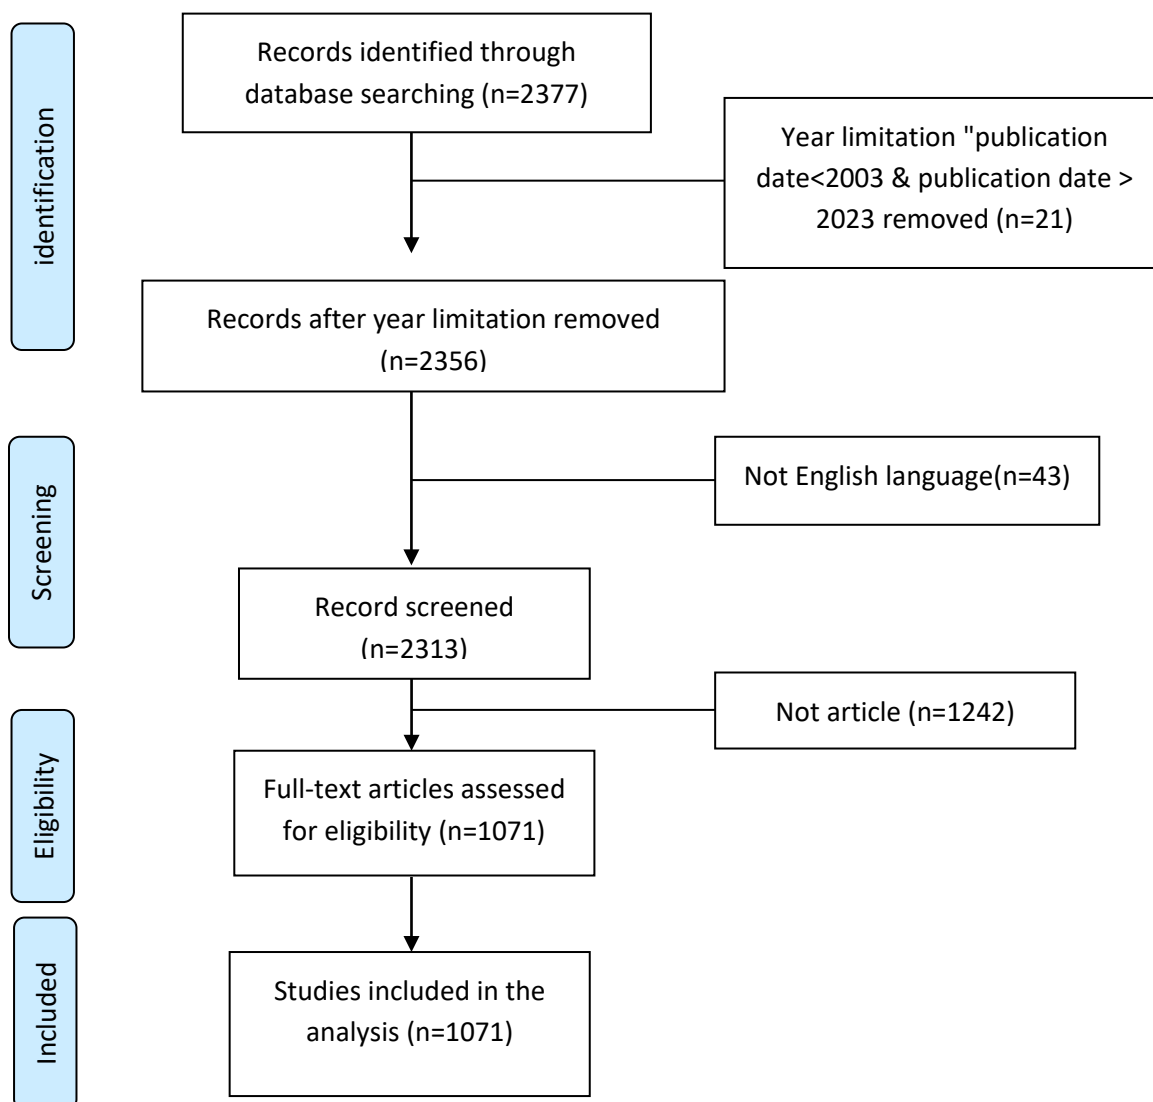 identification
Records identified through
database searching (n=2377)
Year limitation "publication
date<2003 & publication date >
2023 removed (n=21)
Records after year limitation removed
(n=2356)
Screening
Not English language(n=43)
Record screened
(n=2313)
Eligibility
Not article (n=1242)
Full-text articles assessed
for eligibility (n=1071)
Included
Studies included in the
analysis (n=1071)